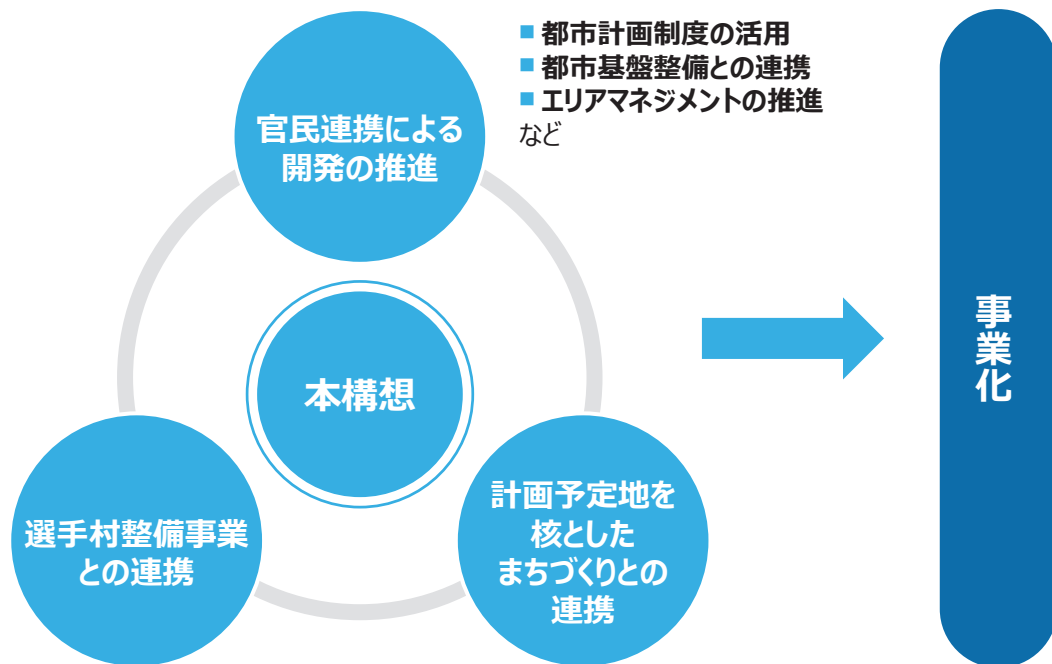 ■ 都市計画制度の活用
■ 都市基盤整備との連携
■ エリアマネジメントの推進
など
官民連携による
開発の推進
本構想
選手村整備事業
との連携
計画予定地を
核とした
まちづくりとの
連携
事業化